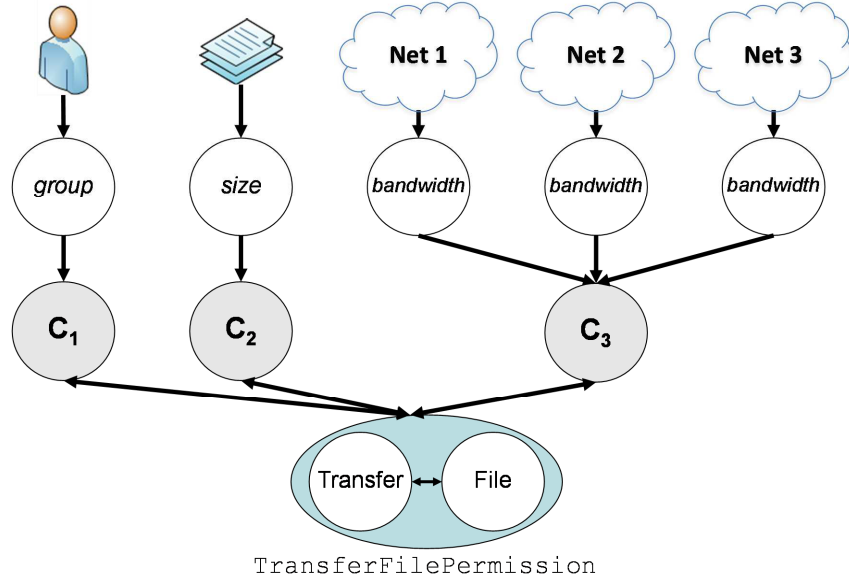 Net 1 Net 2 Net 3
group size bandwidth bandwidth bandwidth
C1 C2 C3
Transfer File
TransferFilePermission